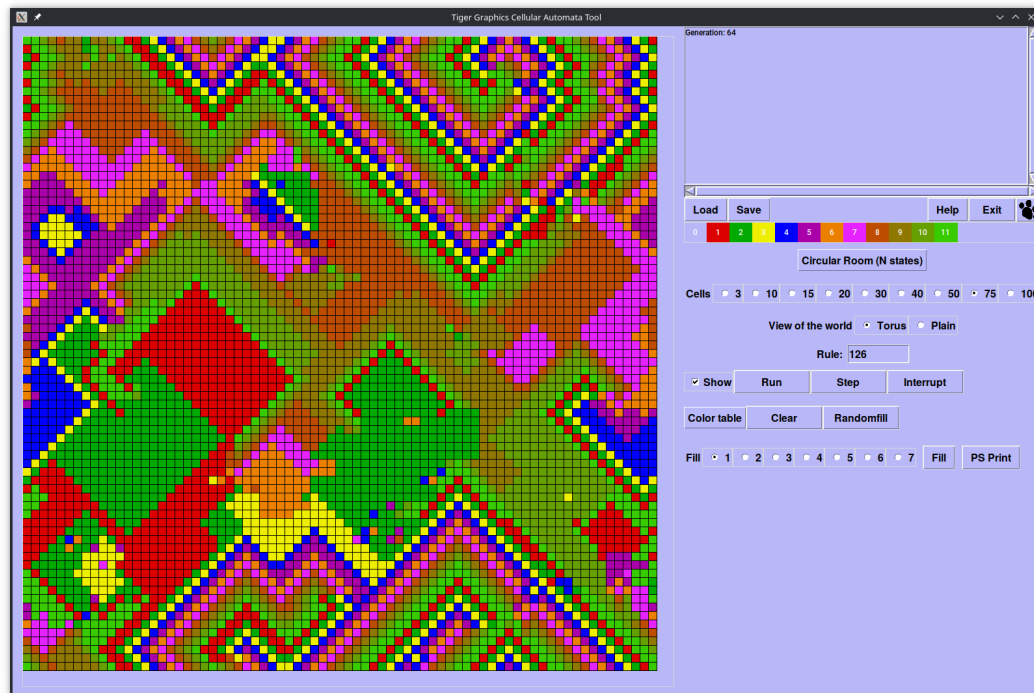 Tiger Graphics Cellular Automata Tool
Generation: 64
Load Save Help Exit
0 1 2 3 4 5 6 7 8 9 10 11
Circular Room (N states)
Cells 3 10 15 20 30 40 50 75 100
View of the world Torus Plain
Rule: 126
Show Run Step Interrupt
Color table Clear Randomfill
Fill 1 2 3 4 5 6 7 Fill PS Print